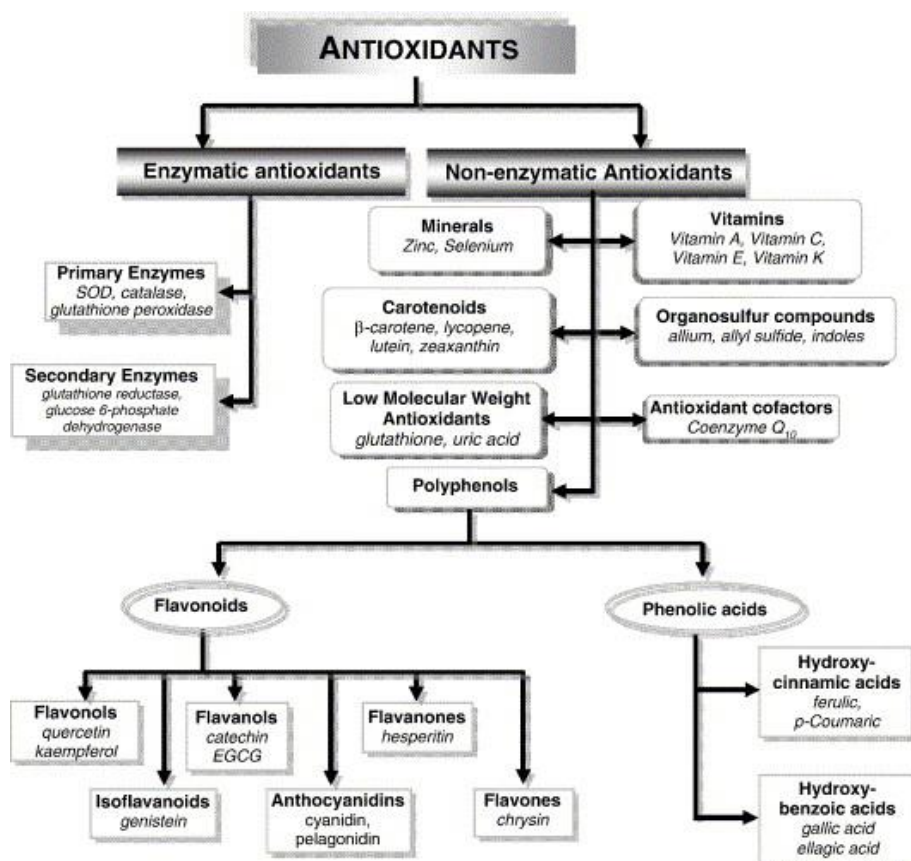 ANTIOXIDANTS
Enzymatic antioxidants
Non-enzymatic Antioxidants
Primary Enzymes
SOD, catalase,
glutathione peroxidase
Secondary Enzymes
glutathione reductase,
glucose 6-phosphate
dehydrogenase
Minerals
Zinc, Selenium
Vitamins
Vitamin A, Vitamin C,
Vitamin E, Vitamin K
Carotenoids
β-carotene, lycopene,
lutein, zeaxanthin
Organosulfur compounds
allium, allyl sulfide, indoles
Low Molecular Weight
Antioxidants
glutathione, uric acid
Antioxidant cofactors
Coenzyme Q10
Polyphenols
Flavonoids
Phenolic acids
Flavonols
quercetin
kaempferol
Flavanols
catechin
EGCG
Flavanones
hesperitin
Isoflavanoids
genistein
Anthocyanidins
cyanidin,
pelagonidin
Flavones
chrysin
Hydroxy-
cinnamic acids
ferulic,
p-Coumaric
Hydroxy-
benzoic acids
gallic acid
ellagic acid